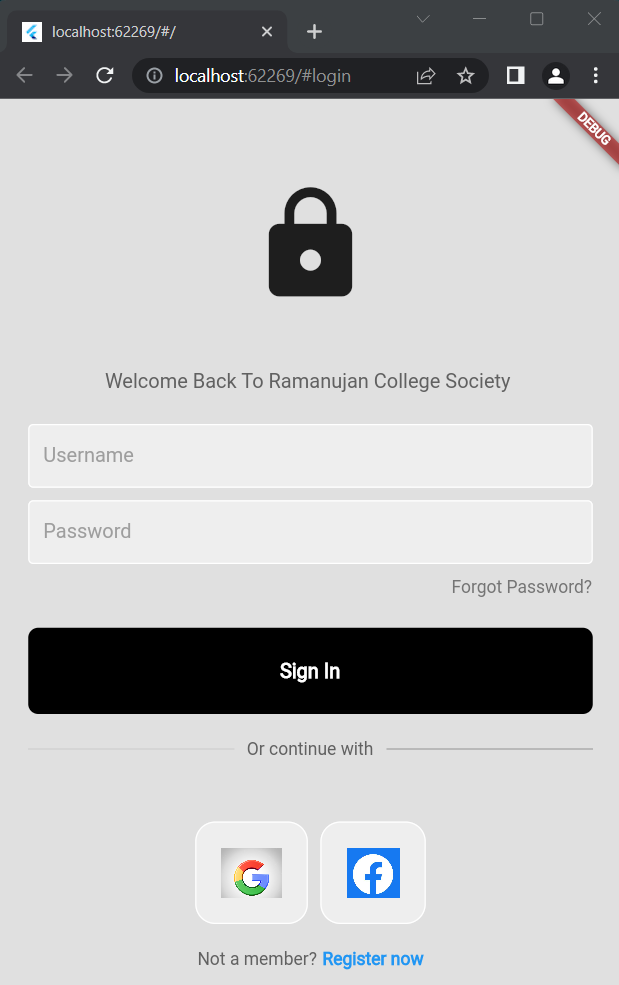 localhost:62269/#/
localhost:62269/#login
DEBUG
Welcome Back To Ramanujan College Society
Username
Password
Forgot Password?
Sign In
Or continue with
Not a member? Register now